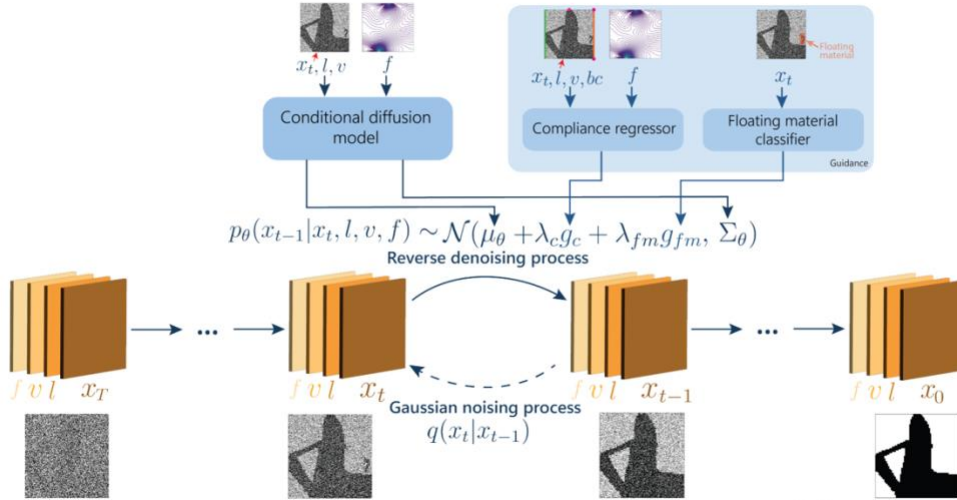 x_t, l, v
f
x_t, l, v, bc
f
x_t
Floating
material
Conditional diffusion
model
Compliance regressor
Floating material
classifier
Guidance
p_θ(x_{t-1}|x_t, l, v, f) ∼ 𝒩(μ_θ + λ_c g_c + λ_{fm} g_{fm}, Σ_θ)
Reverse denoising process
...
...
f v l x_T
f v l x_t
f v l x_{t-1}
f v l x_0
Gaussian noising process
q(x_t|x_{t-1})